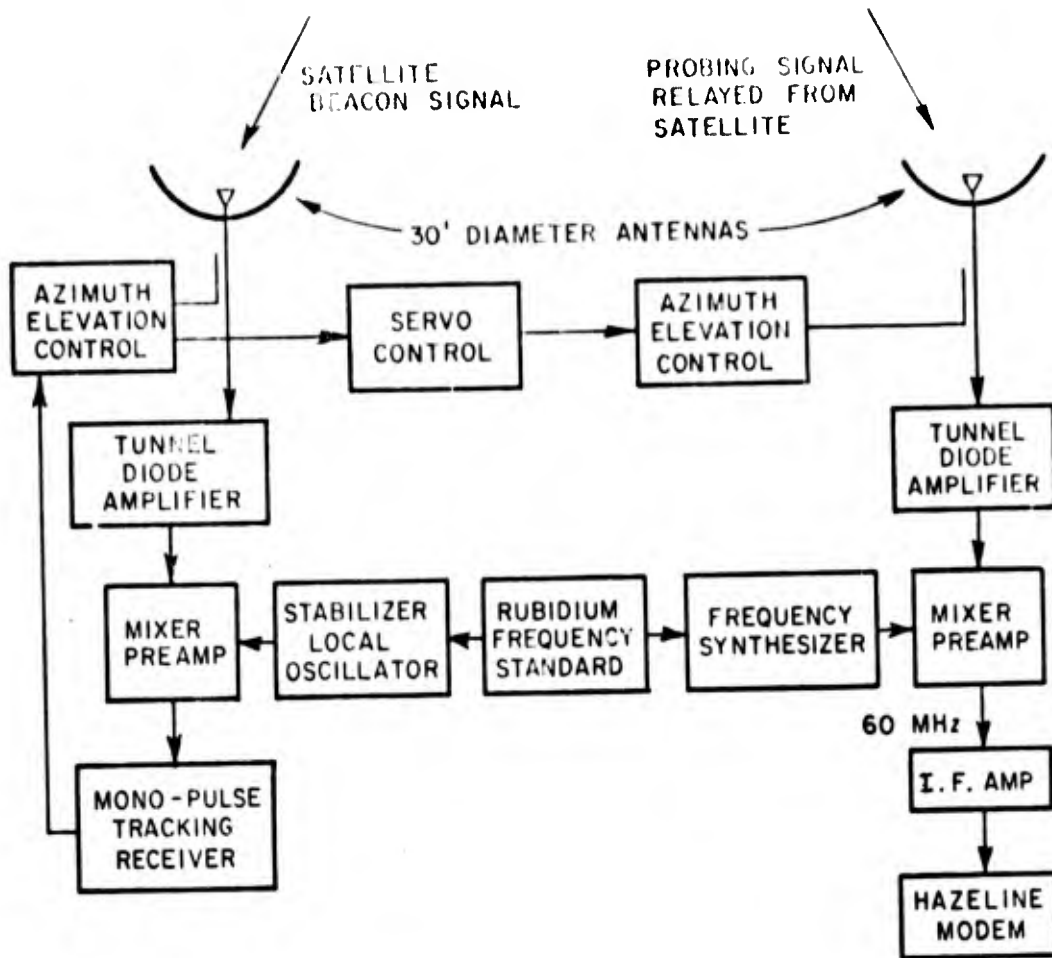 SATELLITE
BEACON SIGNAL
PROBING SIGNAL
RELAYED FROM
SATELLITE
30' DIAMETER ANTENNAS
AZIMUTH
ELEVATION
CONTROL
SERVO
CONTROL
AZIMUTH
ELEVATION
CONTROL
TUNNEL
DIODE
AMPLIFIER
TUNNEL
DIODE
AMPLIFIER
MIXER
PREAMP
STABILIZER
LOCAL
OSCILLATOR
RUBIDIUM
FREQUENCY
STANDARD
FREQUENCY
SYNTHESIZER
MIXER
PREAMP
60 MHz
MONO-PULSE
TRACKING
RECEIVER
I.F. AMP
HAZELINE
MODEM